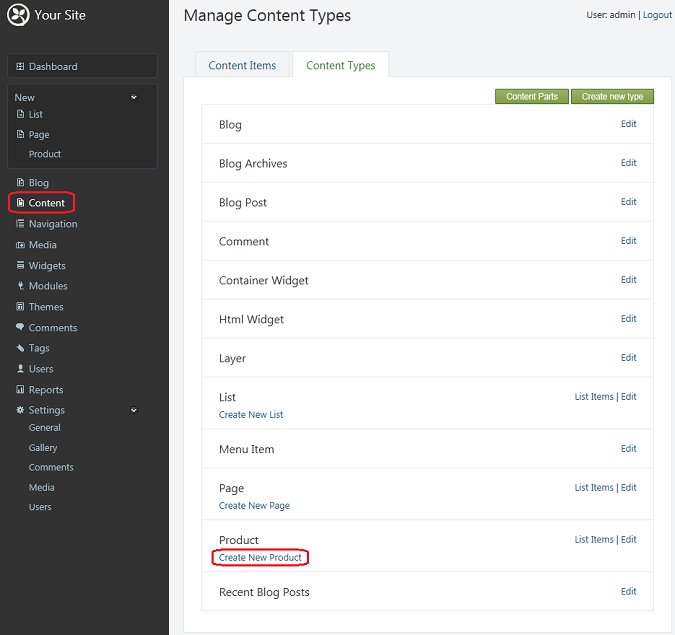 Your Site
Dashboard
New
List
Page
Product
Blog
Content
Navigation
Media
Widgets
Modules
Themes
Comments
Tags
Users
Reports
Settings
General
Gallery
Comments
Media
Users
Manage Content Types
User: admin | Logout
Content Items
Content Types
Content Parts
Create new type
Blog Edit
Blog Archives Edit
Blog Post Edit
Comment Edit
Container Widget Edit
Html Widget Edit
Layer Edit
List List Items | Edit
Create New List
Menu Item Edit
Page List Items | Edit
Create New Page
Product List Items | Edit
Create New Product
Recent Blog Posts Edit